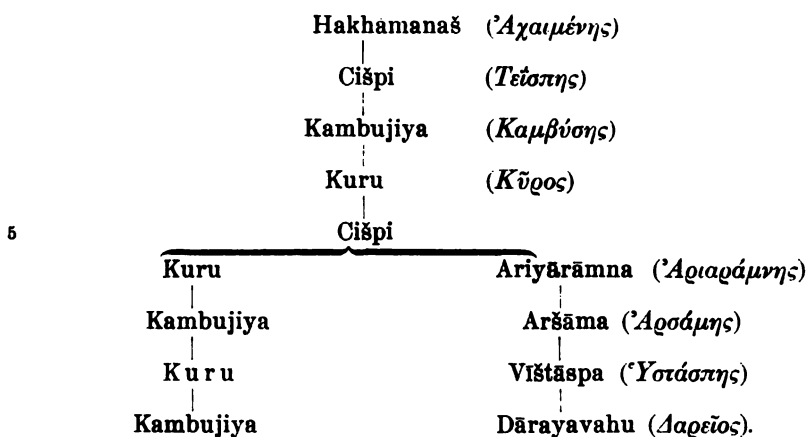 Hakhāmanaš (Ἀχαιμένης)
Cišpi (Τεΐσπης)
Kambujiya (Καμβύσης)
Kuru (Κῦρος)
5 Cišpi
Kuru Ariyārāmna (Ἀριαράμνης)
Kambujiya Aršāma (Ἀρσάμης)
Kuru Vīštāspa (Ὑστάσπης)
Kambujiya Dārayavahu (Δαρεῖος).